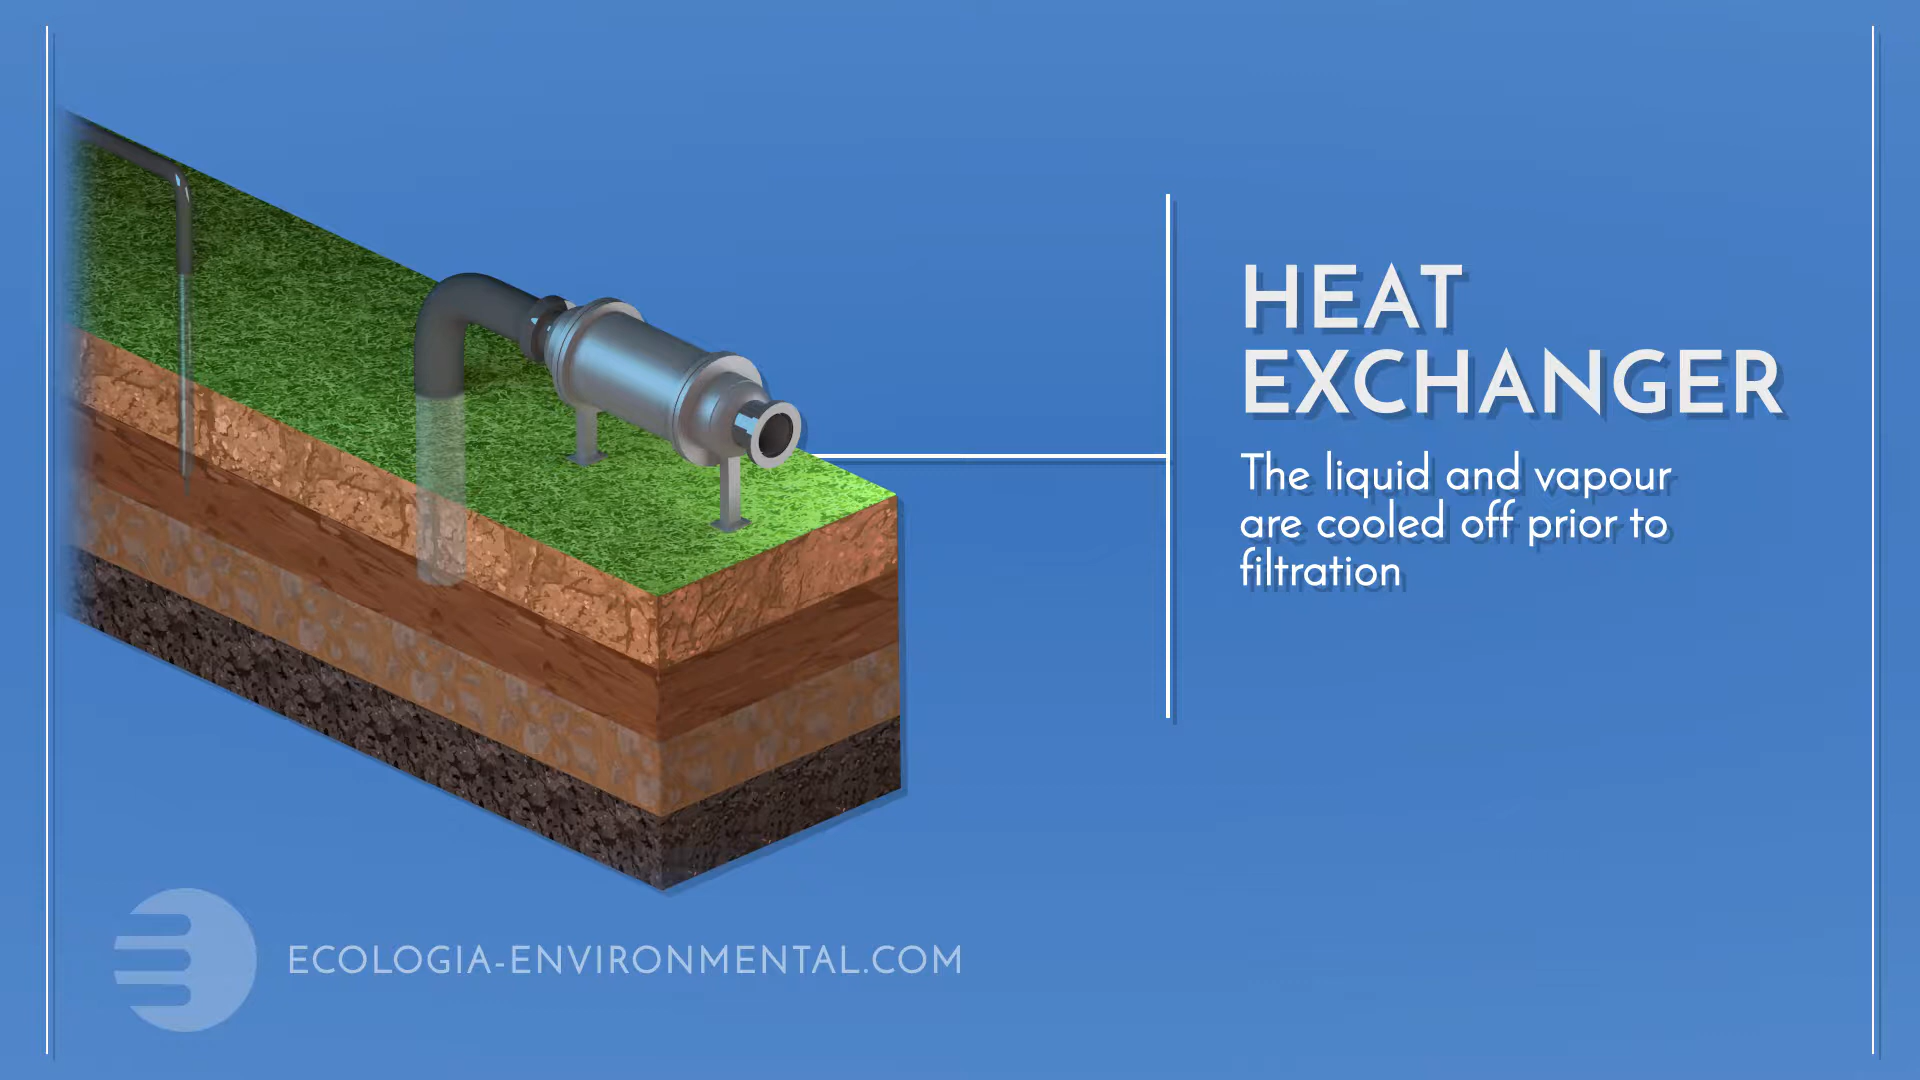 HEAT
EXCHANGER
The liquid and vapour
are cooled off prior to
filtration
ECOLOGIA-ENVIRONMENTAL.COM